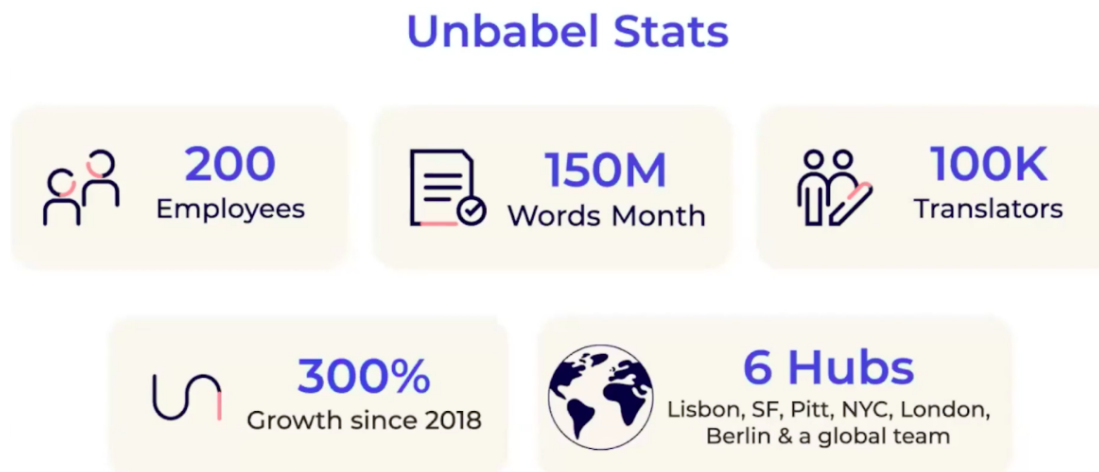 Unbabel Stats
200
Employees
150M
Words Month
100K
Translators
300%
Growth since 2018
6 Hubs
Lisbon, SF, Pitt, NYC, London,
Berlin & a global team